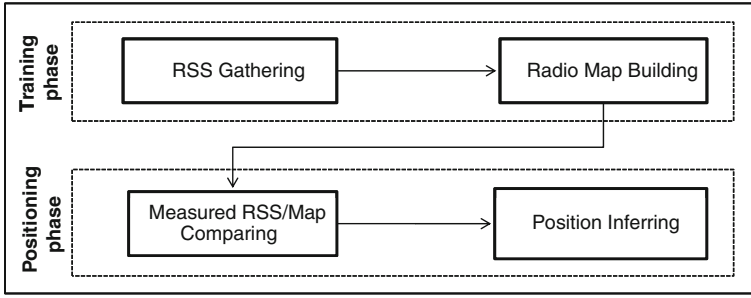 Training
phase
RSS Gathering
Radio Map Building
Positioning
phase
Measured RSS/Map
Comparing
Position Inferring